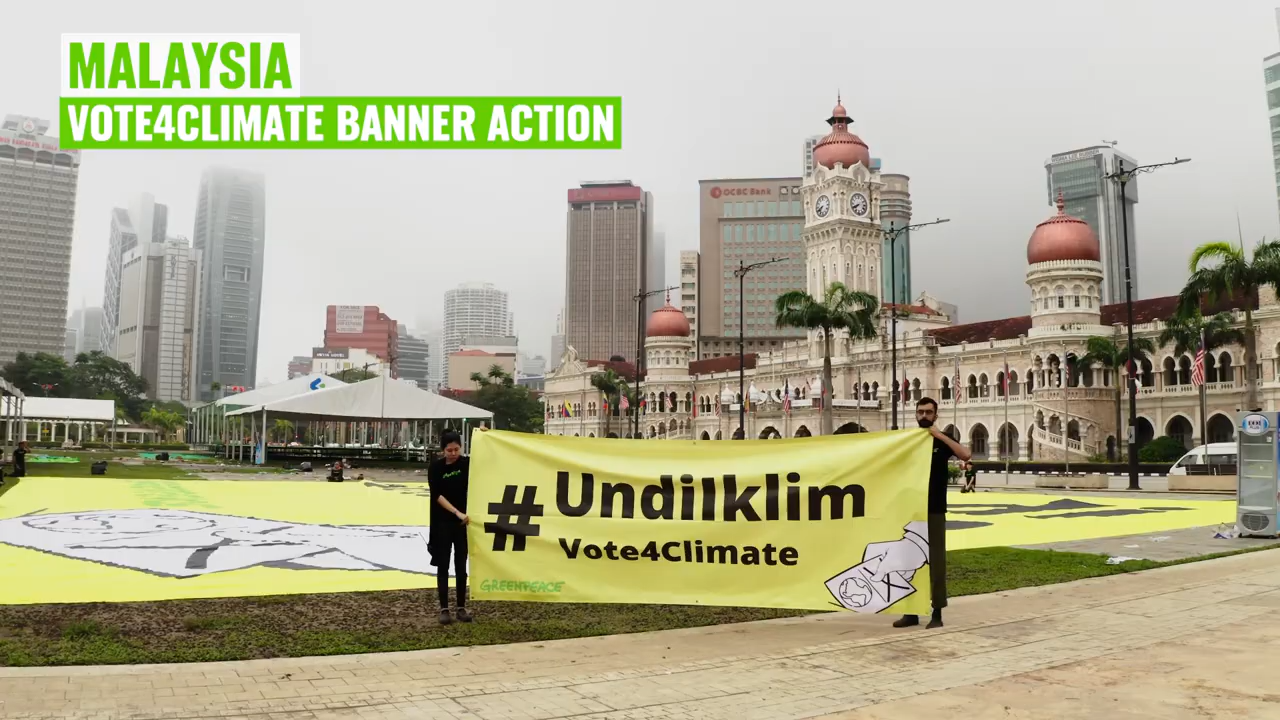 MALAYSIA
VOTE4CLIMATE BANNER ACTION
OCBC Bank
#UndiIklim
Vote4Climate
GREENPEACE